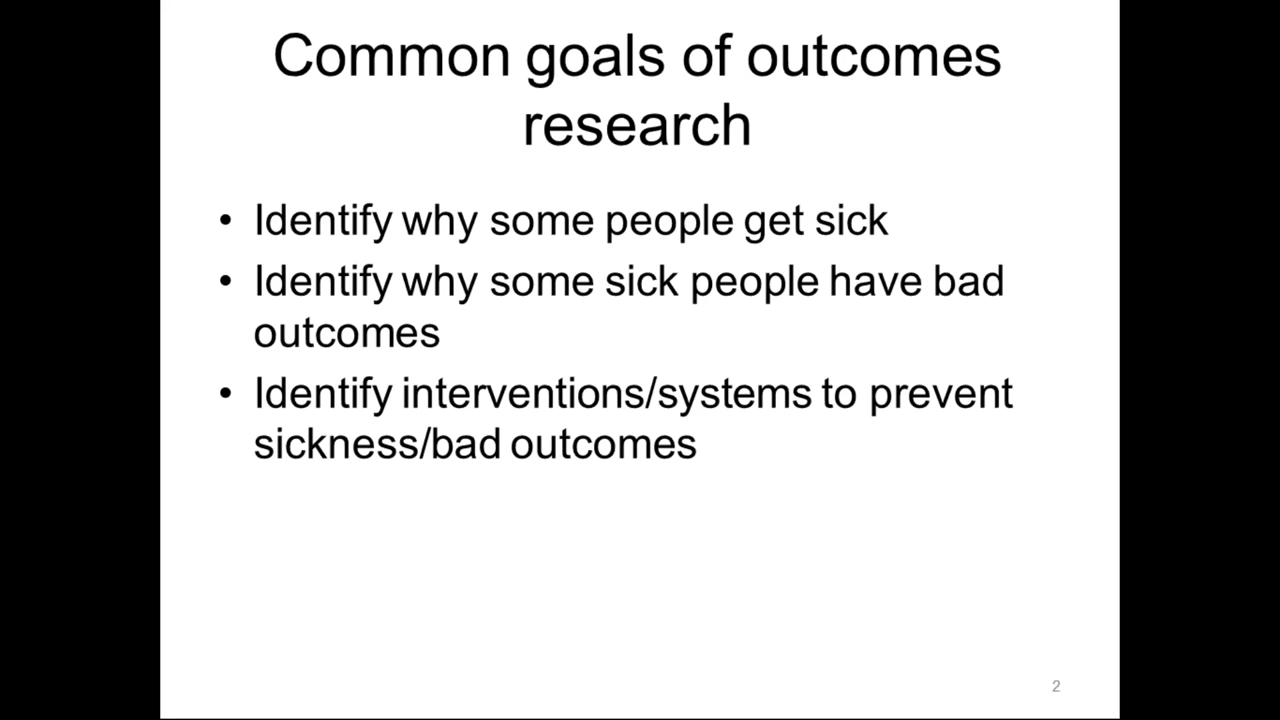 Common goals of outcomes
research
• Identify why some people get sick
• Identify why some sick people have bad
outcomes
• Identify interventions/systems to prevent
sickness/bad outcomes
2